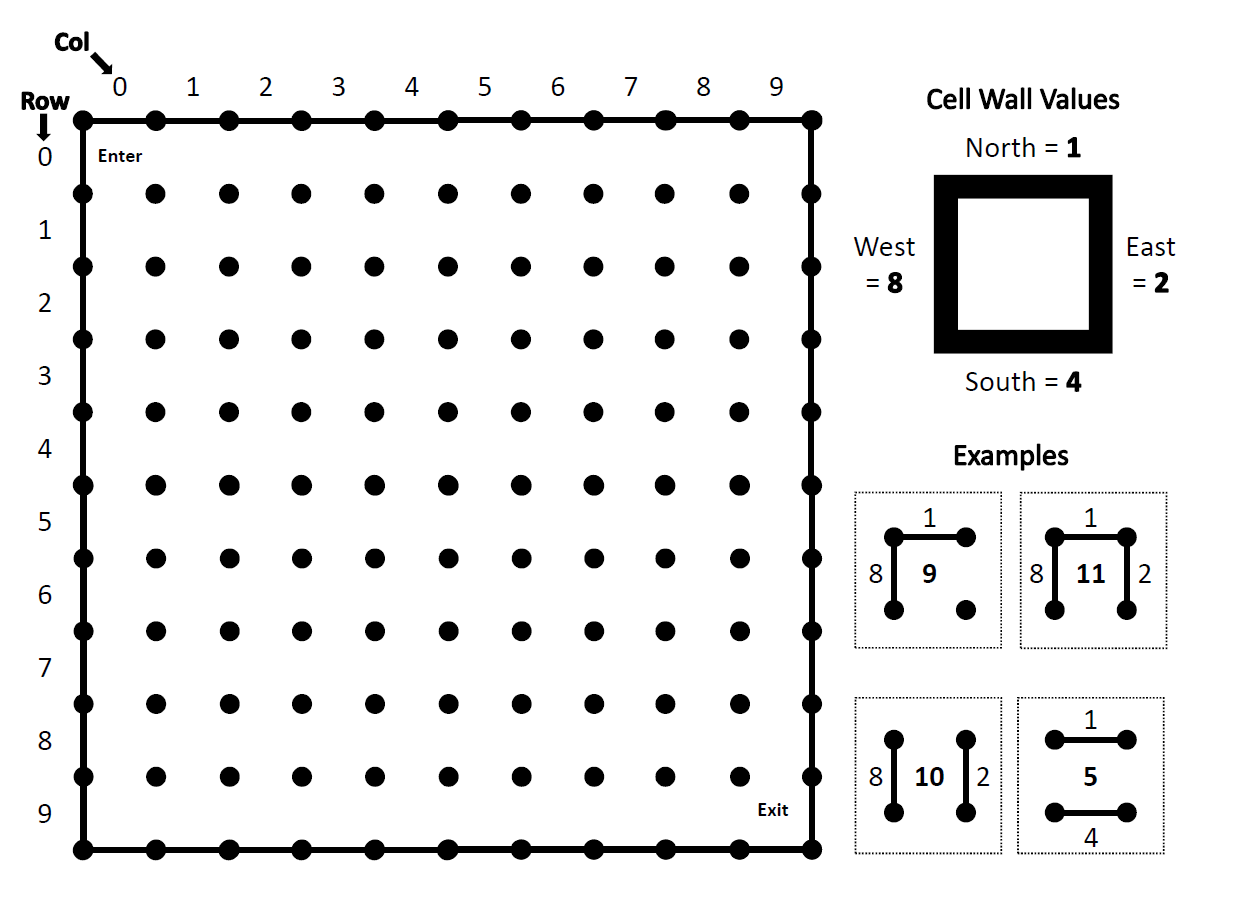 Col
0 1 2 3 4 5 6 7 8 9
Row
0
Enter
1
2
3
4
5
6
7
8
9
Exit
Cell Wall Values
North = 1
West
= 8
East
= 2
South = 4
Examples
1
8 9
1
8 11 2
8 10 2
1
5
4